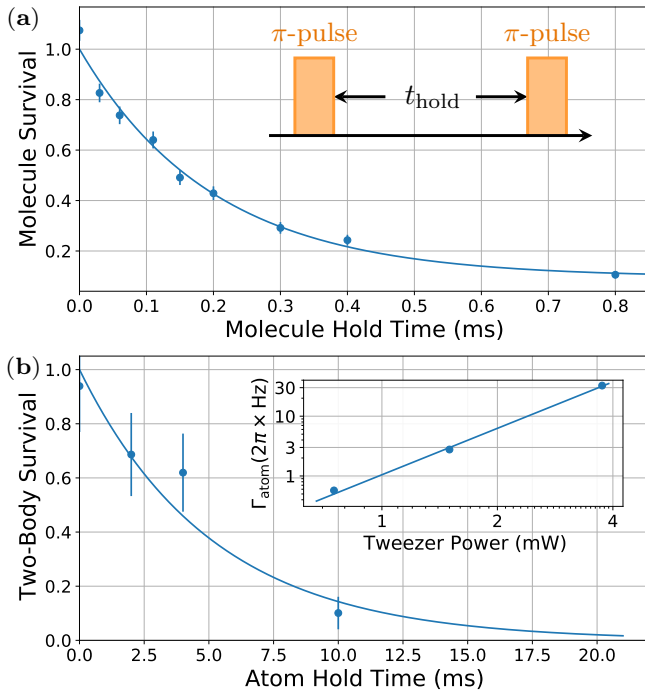 (a)
π-pulse π-pulse
t_hold
Molecule Survival
1.0
0.8
0.6
0.4
0.2
0.0 0.1 0.2 0.3 0.4 0.5 0.6 0.7 0.8
Molecule Hold Time (ms)
(b)
Two-Body Survival
1.0
0.8
0.6
0.4
0.2
0.0
Γ_atom(2π × Hz)
30
10
3
1
1 2 4
Tweezer Power (mW)
0.0 2.5 5.0 7.5 10.0 12.5 15.0 17.5 20.0
Atom Hold Time (ms)